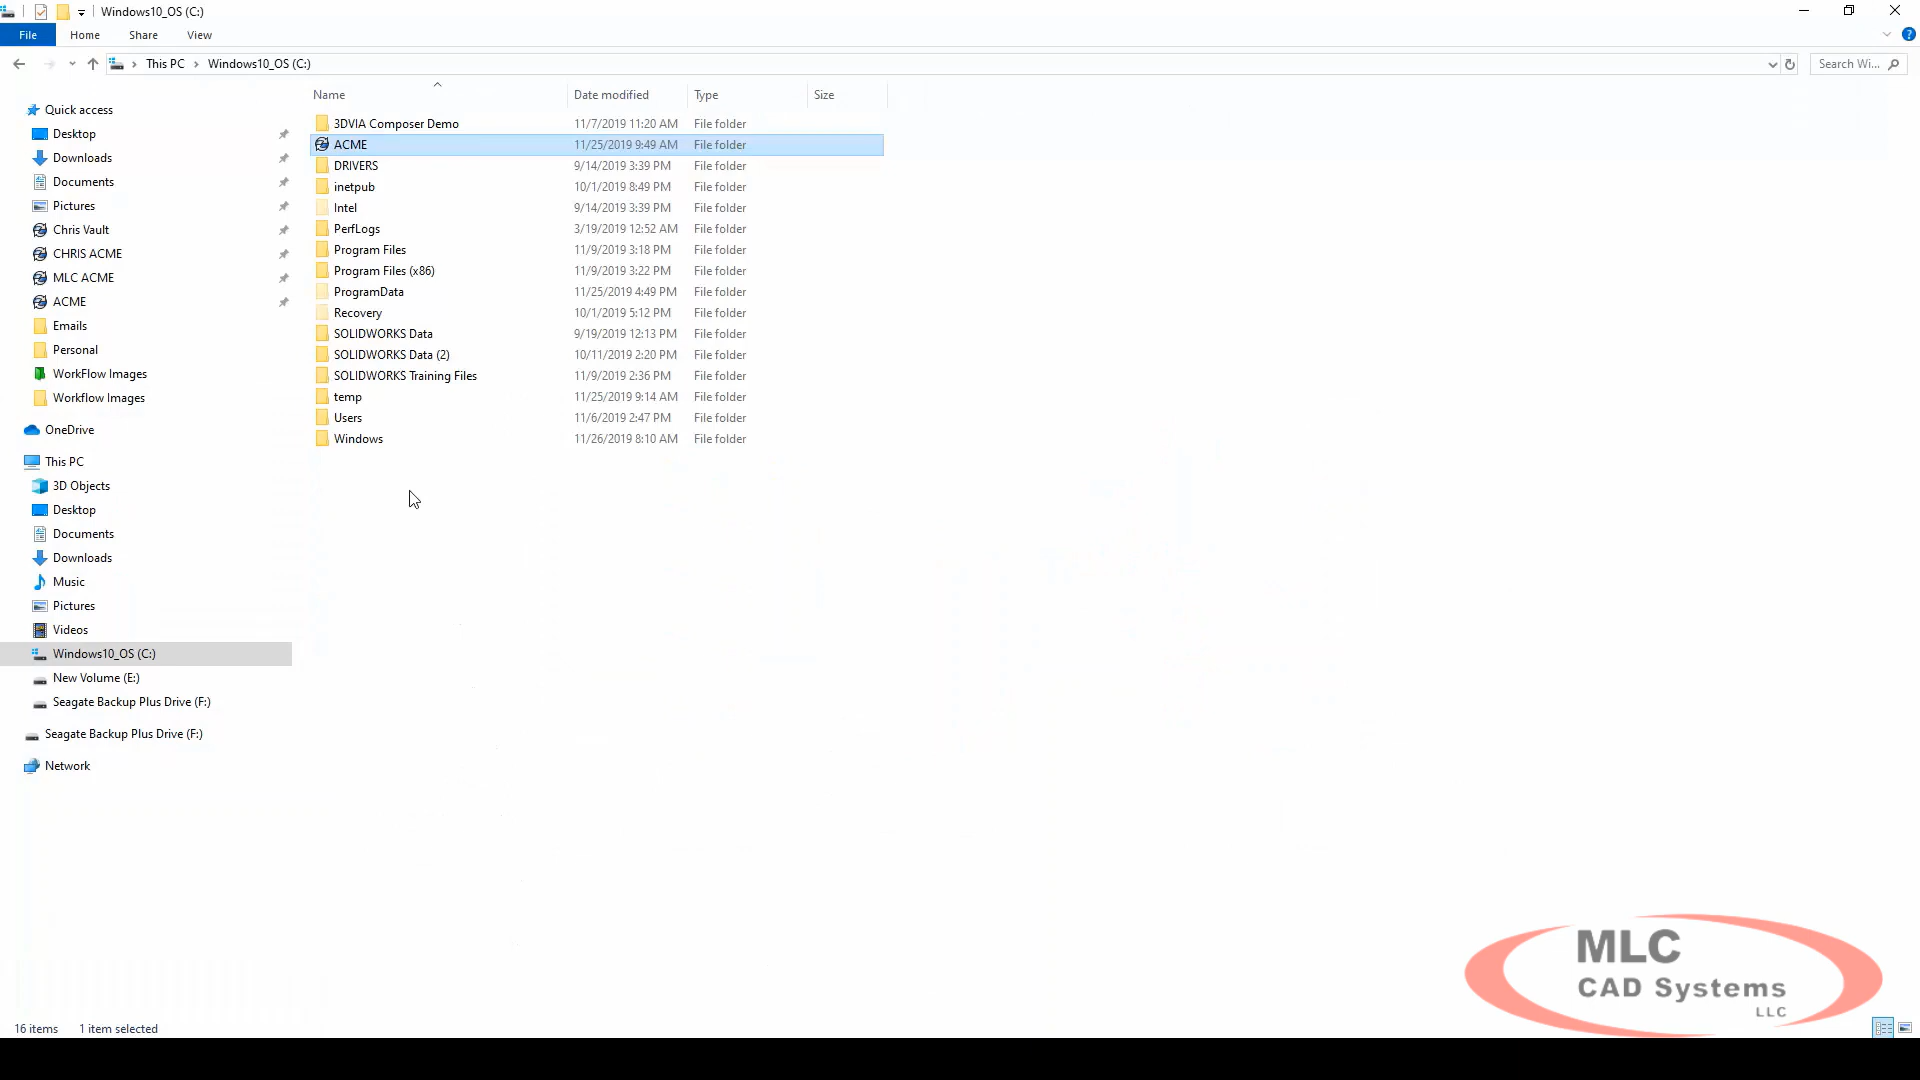 Windows10_OS (C:)
File Home Share View
This PC Windows10_OS (C:) Search Wi...
Name Date modified Type Size
Quick access
Desktop
Downloads
Documents
Pictures
Chris Vault
CHRIS ACME
MLC ACME
ACME
Emails
Personal
WorkFlow Images
Workflow Images
OneDrive
This PC
3D Objects
Desktop
Documents
Downloads
Music
Pictures
Videos
Windows10_OS (C:)
New Volume (E:)
Seagate Backup Plus Drive (F:)
Seagate Backup Plus Drive (F:)
Network
3DVIA Composer Demo 11/7/2019 11:20 AM File folder
ACME 11/25/2019 9:49 AM File folder
DRIVERS 9/14/2019 3:39 PM File folder
inetpub 10/1/2019 8:49 PM File folder
Intel 9/14/2019 3:39 PM File folder
PerfLogs 3/19/2019 12:52 AM File folder
Program Files 11/9/2019 3:18 PM File folder
Program Files (x86) 11/9/2019 3:22 PM File folder
ProgramData 11/25/2019 4:49 PM File folder
Recovery 10/1/2019 5:12 PM File folder
SOLIDWORKS Data 9/19/2019 12:13 PM File folder
SOLIDWORKS Data (2) 10/11/2019 2:20 PM File folder
SOLIDWORKS Training Files 11/9/2019 2:36 PM File folder
temp 11/25/2019 9:14 AM File folder
Users 11/6/2019 2:47 PM File folder
Windows 11/26/2019 8:10 AM File folder
MLC
CAD Systems
LLC
16 items 1 item selected